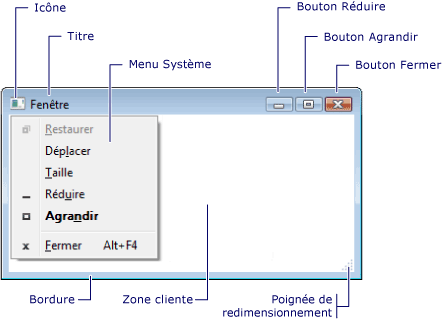 Icône
Bouton Réduire
Titre
Bouton Agrandir
Menu Système
Bouton Fermer
Fenêtre
Restaurer
Déplacer
Taille
Réduire
Agrandir
Fermer Alt+F4
Bordure
Zone cliente
Poignée de
redimensionnement